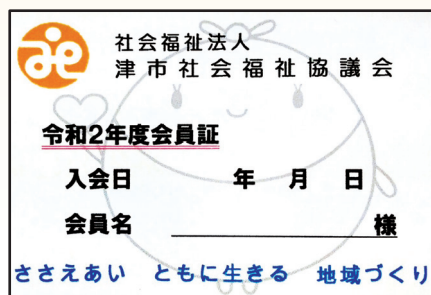 社会福祉法人
津市社会福祉協議会
令和2年度会員証
入会日 年 月 日
会員名 様
ささえあい ともに生きる 地域づくり